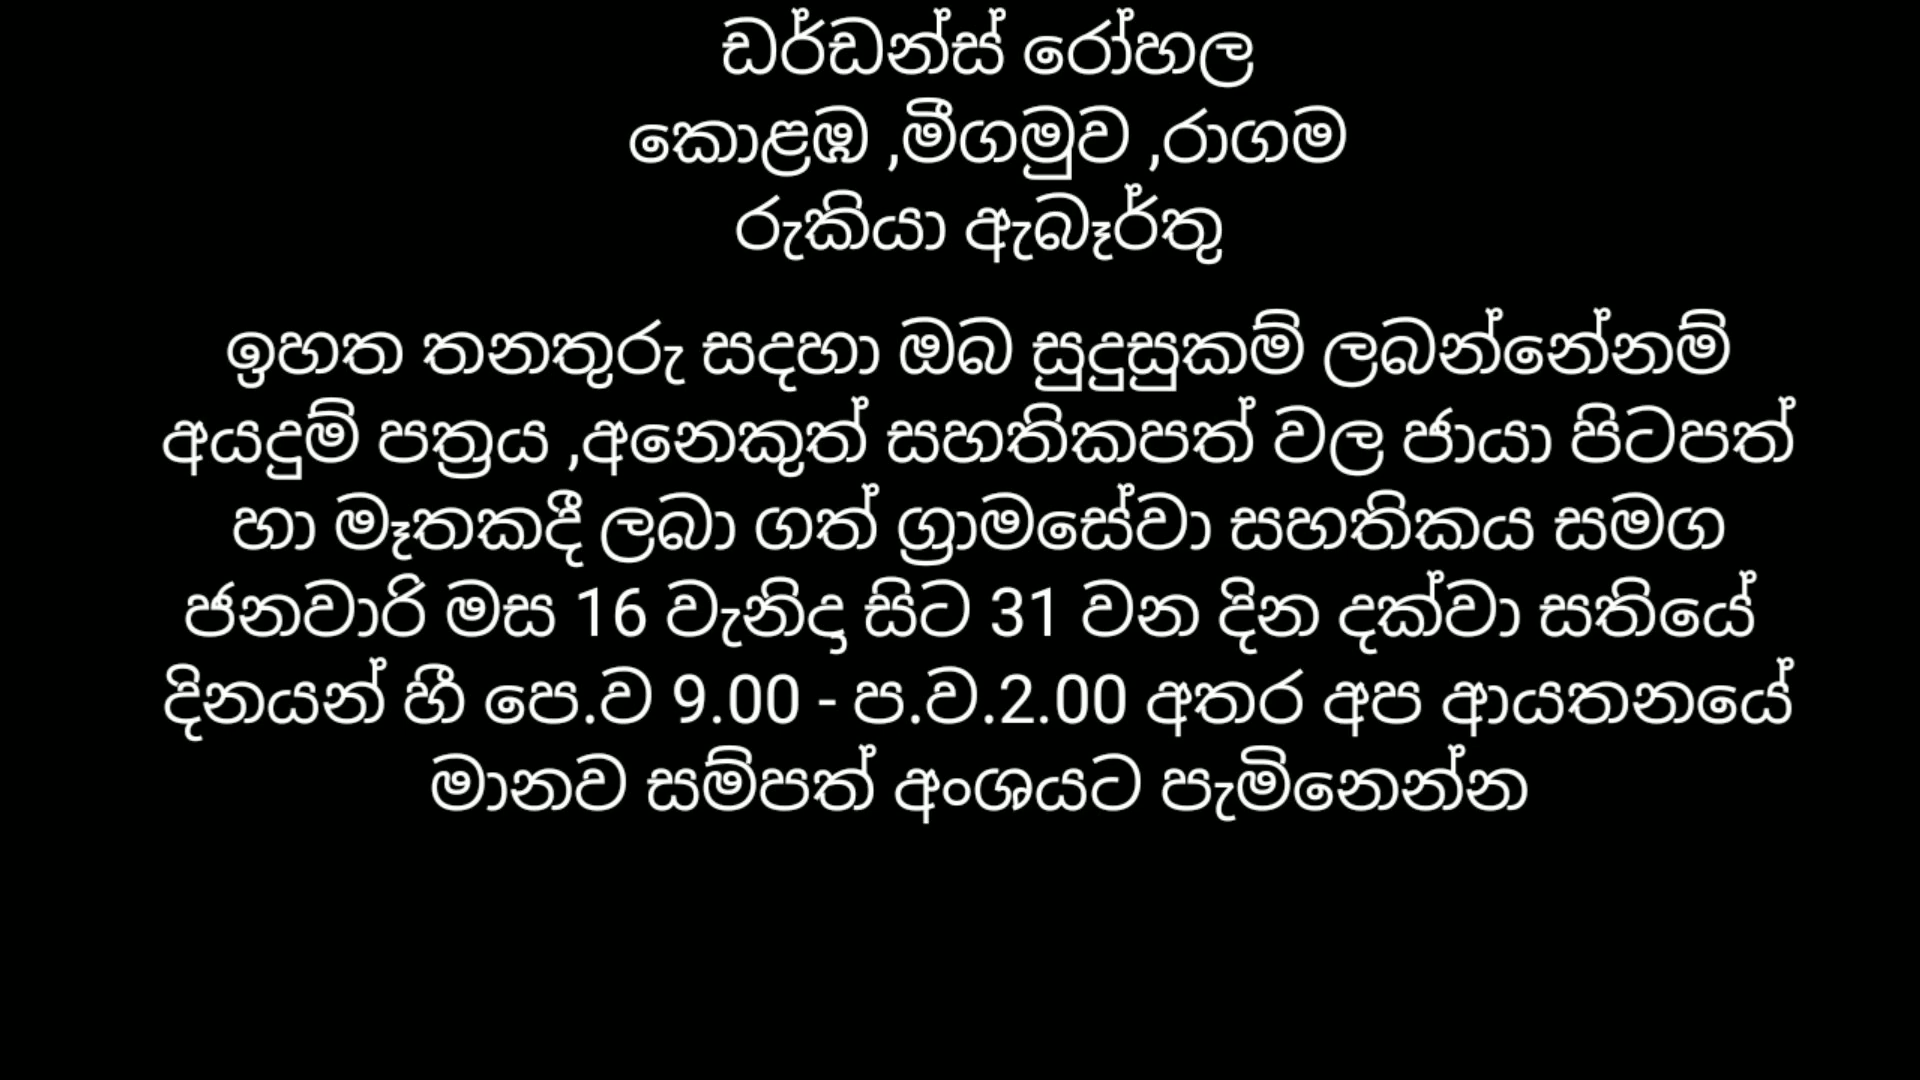 ඩර්ඩන්ස් රෝහල
කොළඹ ,මීගමුව ,රාගම
රුකියා ඇබෑර්තු
ඉහත තනතුරු සදහා ඔබ සුදුසුකම් ලබන්නේනම්
අයදුම් පත්‍රය ,අනෙකුත් සහතිකපත් වල ජායා පිටපත්
හා මෑතකදී ලබා ගත් ග්‍රාමසේවා සහතිකය සමග
ජනවාරි මස 16 වැනිදා සිට 31 වන දින දක්වා සතියේ
දිනයන් හී පෙ.ව 9.00 - ප.ව.2.00 අතර අප ආයතනයේ
මානව සම්පත් අංශයට පැමිනෙන්න